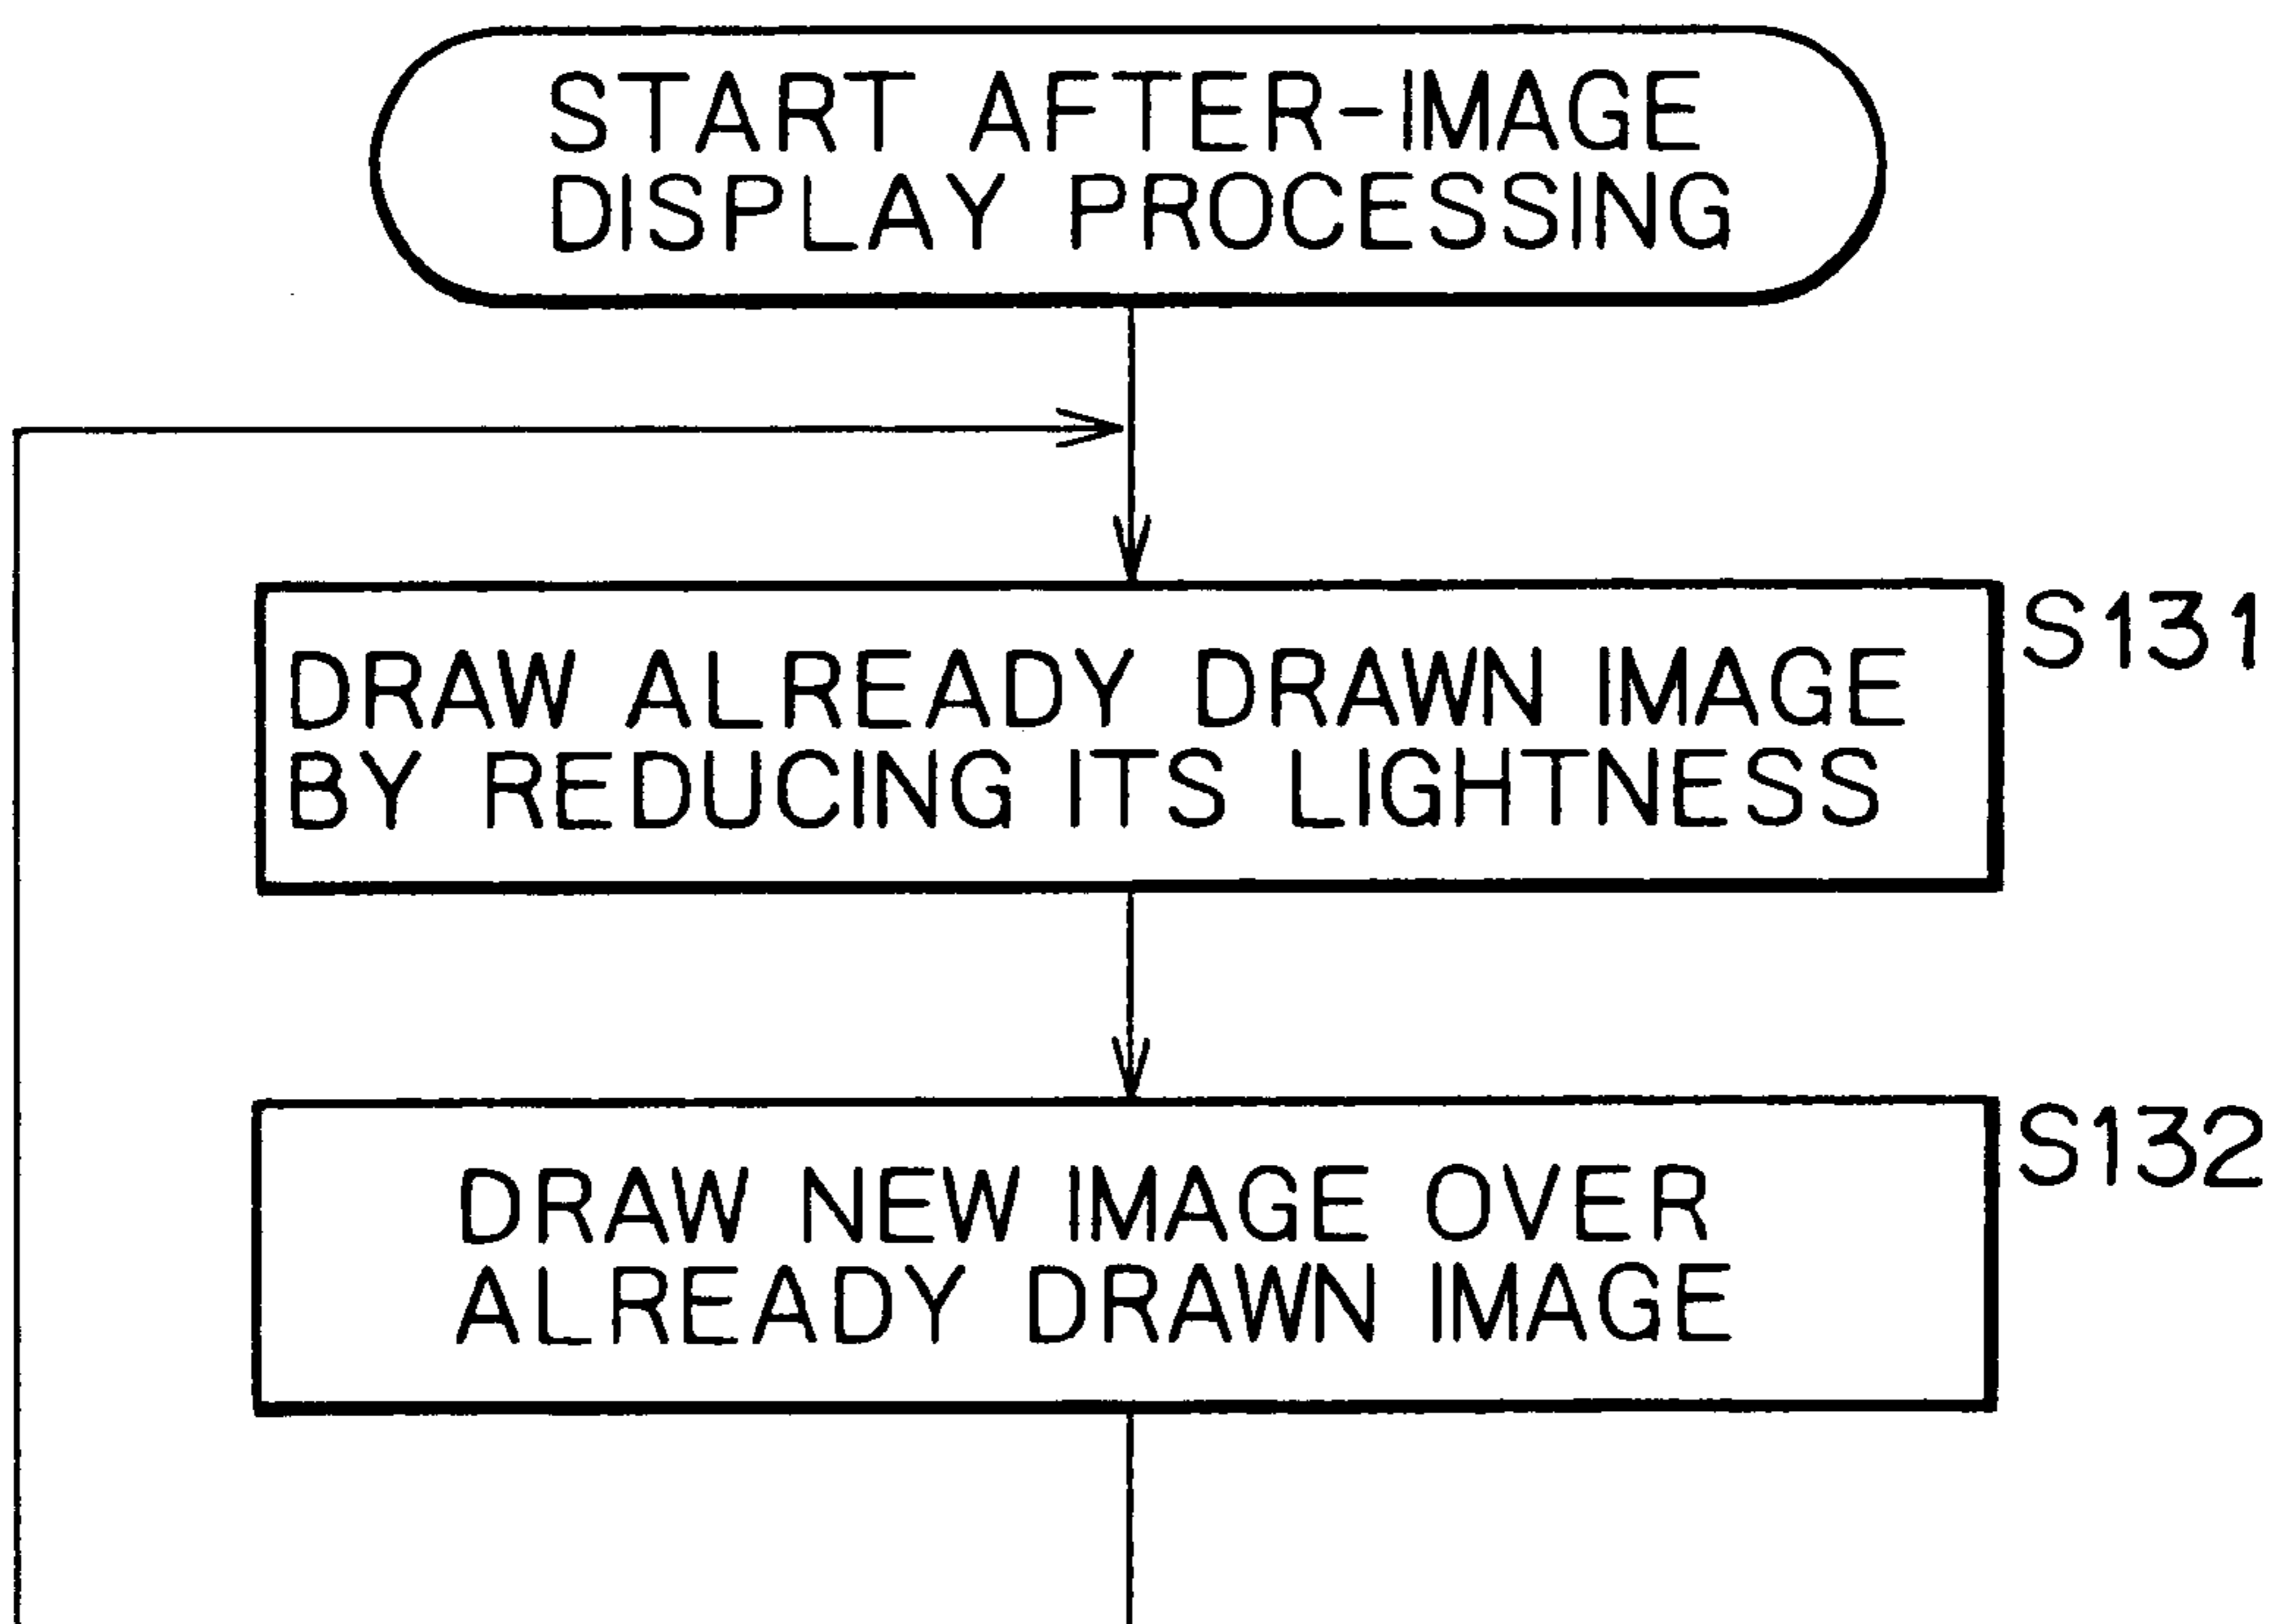 START AFTER-IMAGE
DISPLAY PROCESSING
S131
DRAW ALREADY DRAWN IMAGE
BY REDUCING ITS LIGHTNESS
S132
DRAW NEW IMAGE OVER
ALREADY DRAWN IMAGE